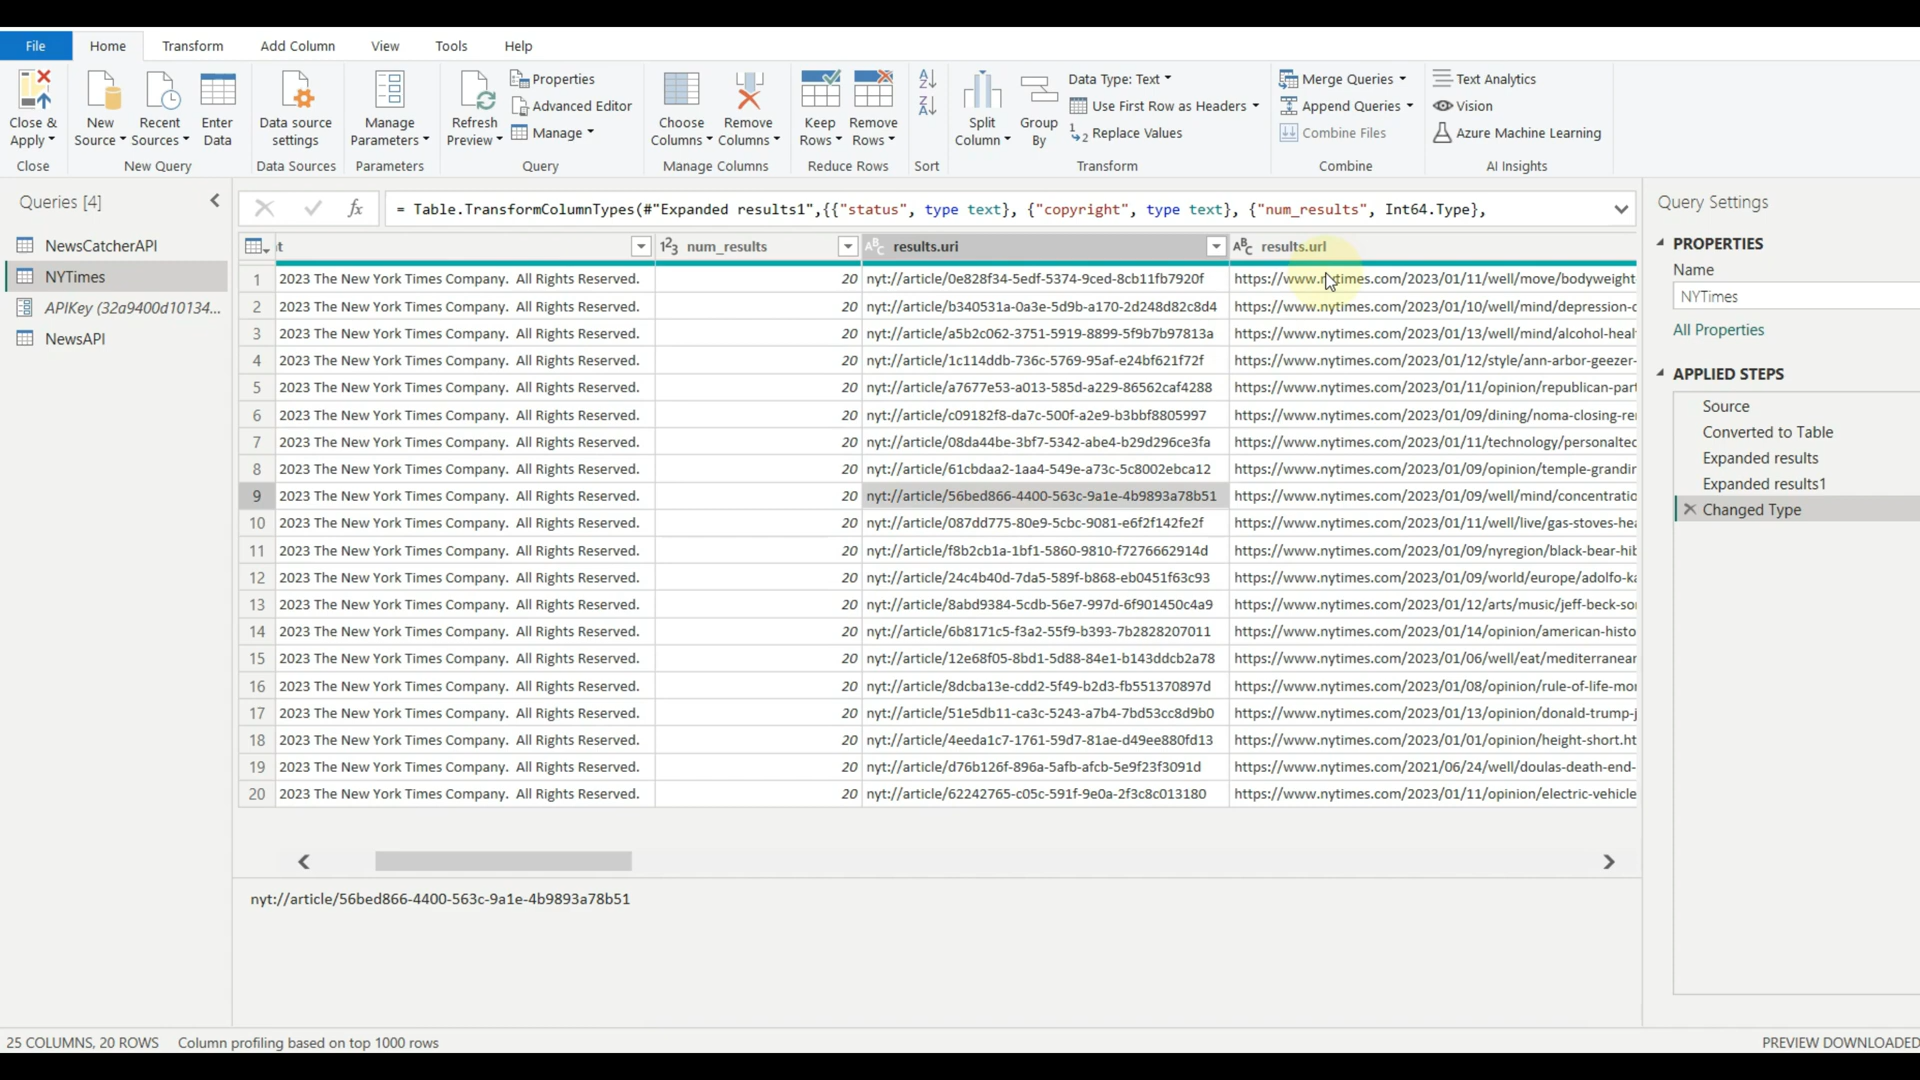 File Home Transform Add Column View Tools Help
Close & Apply
New Source
Recent Sources
Enter Data
Data source settings
Manage Parameters
Refresh Preview
Properties
Advanced Editor
Manage
Choose Columns
Remove Columns
Keep Rows
Remove Rows
Split Column
Group By
Data Type: Text
Use First Row as Headers
Replace Values
Merge Queries
Append Queries
Combine Files
Text Analytics
Vision
Azure Machine Learning
Close New Query Data Sources Parameters Query Manage Columns Reduce Rows Sort Transform Combine AI Insights
Queries [4]
NewsCatcherAPI
NYTimes
APIKey (32a9400d10134...
NewsAPI
fx = Table.TransformColumnTypes(#"Expanded results1",{{"status", type text}, {"copyright", type text}, {"num_results", Int64.Type},
t 123 num_results ABC results.uri ABC results.url
1 2023 The New York Times Company. All Rights Reserved. 20 nyt://article/0e828f34-5edf-5374-9ced-8cb11fb7920f https://www.nytimes.com/2023/01/11/well/move/bodyweight-
2 2023 The New York Times Company. All Rights Reserved. 20 nyt://article/b340531a-0a3e-5d9b-a170-2d248d82c8d4 https://www.nytimes.com/2023/01/10/well/mind/depression-c
3 2023 The New York Times Company. All Rights Reserved. 20 nyt://article/a5b2c062-3751-5919-8899-5f9b7b97813a https://www.nytimes.com/2023/01/13/well/mind/alcohol-heal
4 2023 The New York Times Company. All Rights Reserved. 20 nyt://article/1c114ddb-736c-5769-95af-e24bf621f72f https://www.nytimes.com/2023/01/12/style/ann-arbor-geezer-
5 2023 The New York Times Company. All Rights Reserved. 20 nyt://article/a7677e53-a013-585d-a229-86562caf4288 https://www.nytimes.com/2023/01/11/opinion/republican-part
6 2023 The New York Times Company. All Rights Reserved. 20 nyt://article/c09182f8-da7c-500f-a2e9-b3bbf8805997 https://www.nytimes.com/2023/01/09/dining/noma-closing-re
7 2023 The New York Times Company. All Rights Reserved. 20 nyt://article/08da44be-3bf7-5342-abe4-b29d296ce3fa https://www.nytimes.com/2023/01/11/technology/personaltec
8 2023 The New York Times Company. All Rights Reserved. 20 nyt://article/61cbdaa2-1aa4-549e-a73c-5c8002ebca12 https://www.nytimes.com/2023/01/09/opinion/temple-grandin
9 2023 The New York Times Company. All Rights Reserved. 20 nyt://article/56bed866-4400-563c-9a1e-4b9893a78b51 https://www.nytimes.com/2023/01/09/well/mind/concentratio
10 2023 The New York Times Company. All Rights Reserved. 20 nyt://article/087dd775-80e9-5cbc-9081-e6f2f142fe2f https://www.nytimes.com/2023/01/11/well/live/gas-stoves-hea
11 2023 The New York Times Company. All Rights Reserved. 20 nyt://article/f8b2cb1a-1bf1-5860-9810-f7276662914d https://www.nytimes.com/2023/01/09/nyregion/black-bear-hib
12 2023 The New York Times Company. All Rights Reserved. 20 nyt://article/24c4b40d-7da5-589f-b868-eb0451f63c93 https://www.nytimes.com/2023/01/09/world/europe/adolfo-ka
13 2023 The New York Times Company. All Rights Reserved. 20 nyt://article/8abd9384-5cdb-56e7-997d-6f901450c4a9 https://www.nytimes.com/2023/01/12/arts/music/jeff-beck-so
14 2023 The New York Times Company. All Rights Reserved. 20 nyt://article/6b8171c5-f3a2-55f9-b393-7b2828207011 https://www.nytimes.com/2023/01/14/opinion/american-histo
15 2023 The New York Times Company. All Rights Reserved. 20 nyt://article/12e68f05-8bd1-5d88-84e1-b143ddcb2a78 https://www.nytimes.com/2023/01/06/well/eat/mediterranear
16 2023 The New York Times Company. All Rights Reserved. 20 nyt://article/8dcba13e-cdd2-5f49-b2d3-fb551370897d https://www.nytimes.com/2023/01/08/opinion/rule-of-life-mo
17 2023 The New York Times Company. All Rights Reserved. 20 nyt://article/51e5db11-ca3c-5243-a7b4-7bd53cc8d9b0 https://www.nytimes.com/2023/01/13/opinion/donald-trump-j
18 2023 The New York Times Company. All Rights Reserved. 20 nyt://article/4eeda1c7-1761-59d7-81ae-d49ee880fd13 https://www.nytimes.com/2023/01/01/opinion/height-short.ht
19 2023 The New York Times Company. All Rights Reserved. 20 nyt://article/d76b126f-896a-5afb-afcb-5e9f23f3091d https://www.nytimes.com/2021/06/24/well/doulas-death-end-
20 2023 The New York Times Company. All Rights Reserved. 20 nyt://article/62242765-c05c-591f-9e0a-2f3c8c013180 https://www.nytimes.com/2023/01/11/opinion/electric-vehicle
nyt://article/56bed866-4400-563c-9a1e-4b9893a78b51
Query Settings
PROPERTIES
Name
NYTimes
All Properties
APPLIED STEPS
Source
Converted to Table
Expanded results
Expanded results1
Changed Type
25 COLUMNS, 20 ROWS Column profiling based on top 1000 rows PREVIEW DOWNLOADED